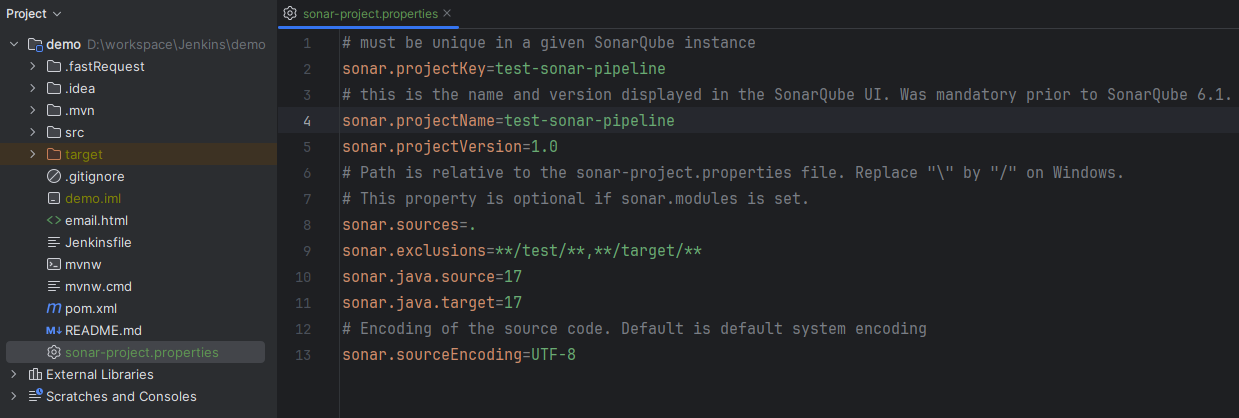 Project
demo D:\workspace\Jenkins\demo
.fastRequest
.idea
.mvn
src
target
.gitignore
demo.iml
<> email.html
Jenkinsfile
mvnw
mvnw.cmd
m pom.xml
M↓ README.md
sonar-project.properties
External Libraries
Scratches and Consoles
sonar-project.properties
1 # must be unique in a given SonarQube instance
2 sonar.projectKey=test-sonar-pipeline
3 # this is the name and version displayed in the SonarQube UI. Was mandatory prior to SonarQube 6.1.
4 sonar.projectName=test-sonar-pipeline
5 sonar.projectVersion=1.0
6 # Path is relative to the sonar-project.properties file. Replace "\" by "/" on Windows.
7 # This property is optional if sonar.modules is set.
8 sonar.sources=.
9 sonar.exclusions=**/test/**,**/target/**
10 sonar.java.source=17
11 sonar.java.target=17
12 # Encoding of the source code. Default is default system encoding
13 sonar.sourceEncoding=UTF-8